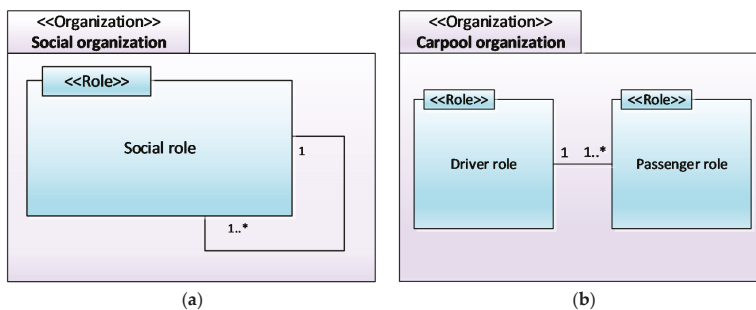 <<Organization>>
Social organization
<<Role>>
Social role
1
1..*
(a)
<<Organization>>
Carpool organization
<<Role>>
Driver role
1
1..*
<<Role>>
Passenger role
(b)